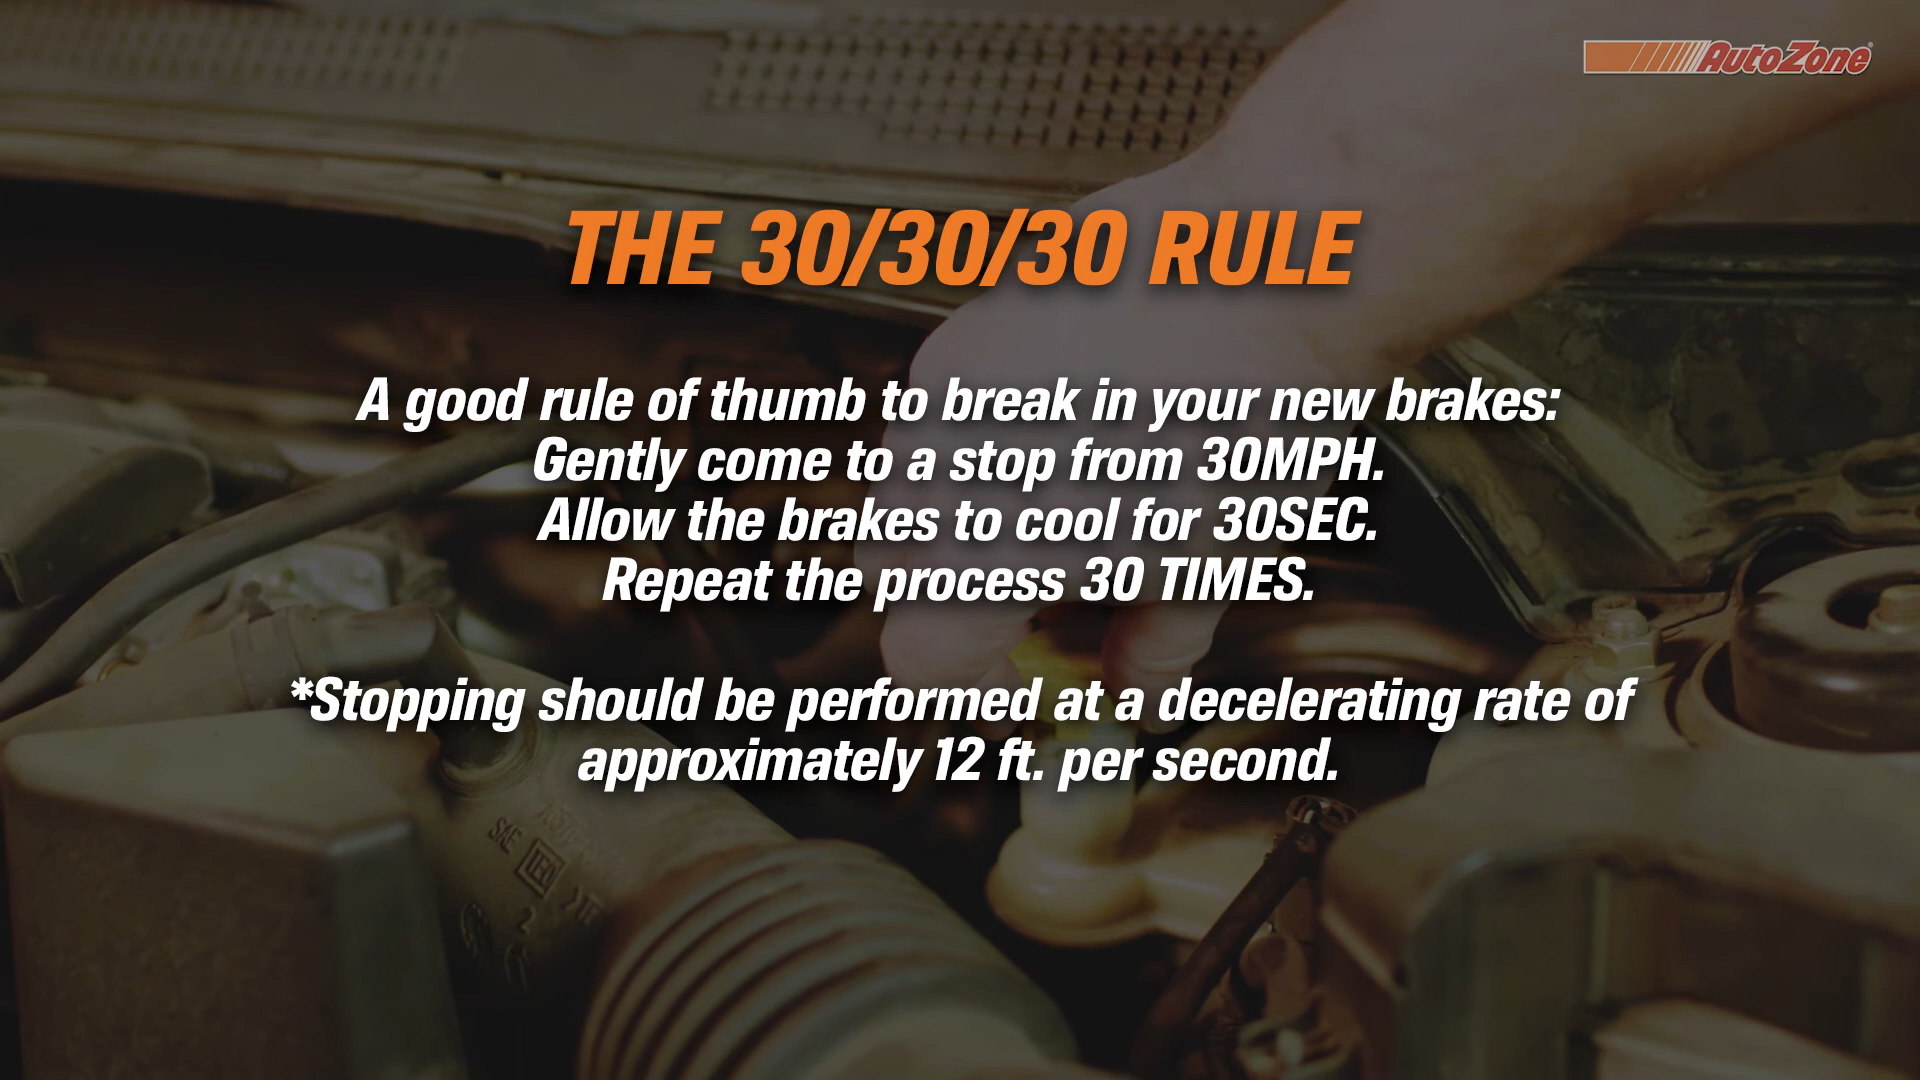 AutoZone
THE 30/30/30 RULE
A good rule of thumb to break in your new brakes:
Gently come to a stop from 30MPH.
Allow the brakes to cool for 30SEC.
Repeat the process 30 TIMES.
*Stopping should be performed at a decelerating rate of
approximately 12 ft. per second.
SAE
2